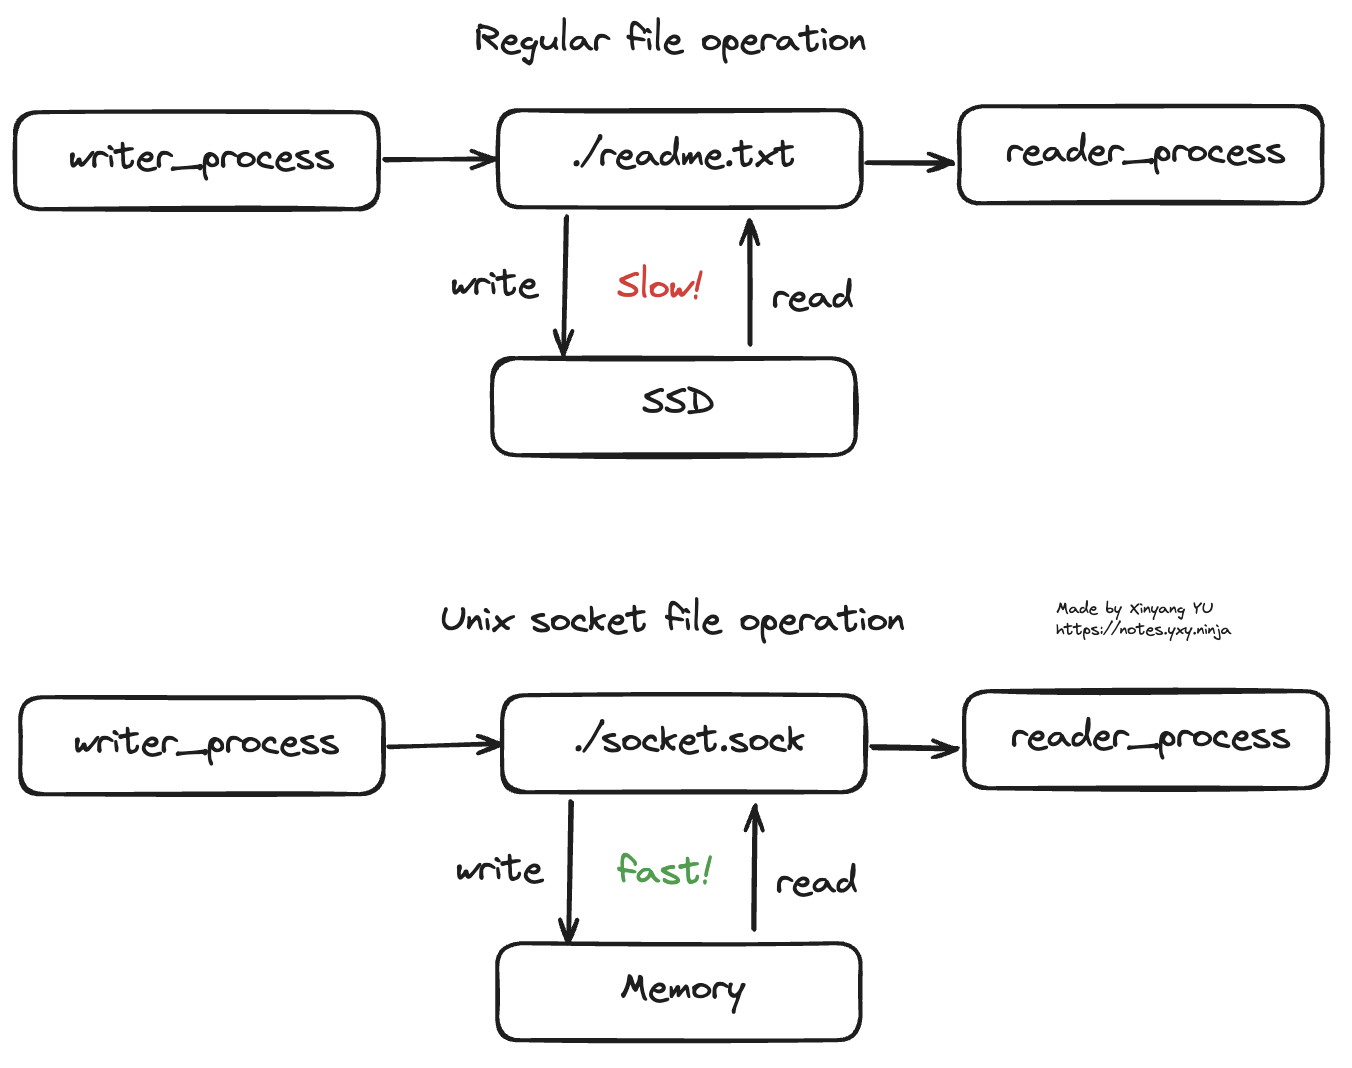 Regular file operation
writer_process
./readme.txt
reader_process
write
slow!
read
SSD
Unix socket file operation
Made by Xinyang YU
https://notes.yxy.ninja
writer_process
./socket.sock
reader_process
write
fast!
read
Memory